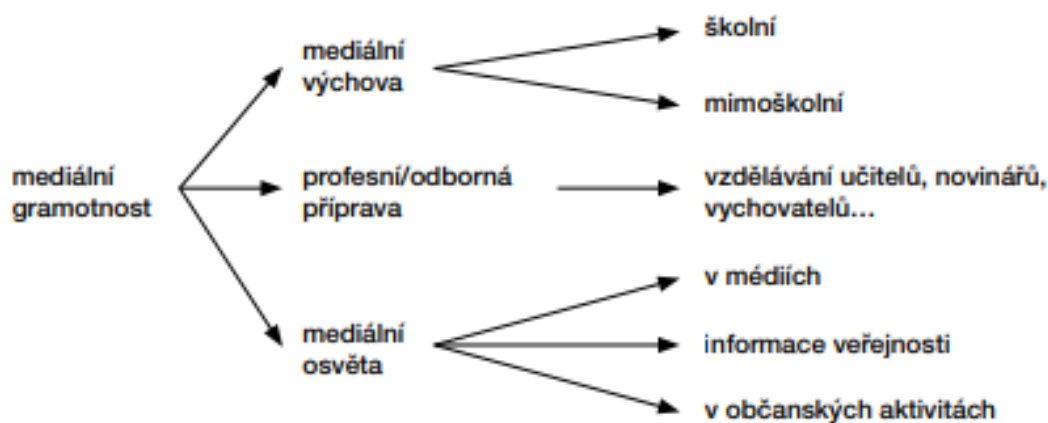 mediální
gramotnost
mediální
výchova
školní
mimoškolní
profesní/odborná
příprava
vzdělávání učitelů, novinářů,
vychovatelů…
mediální
osvěta
v médiích
informace veřejnosti
v občanských aktivitách